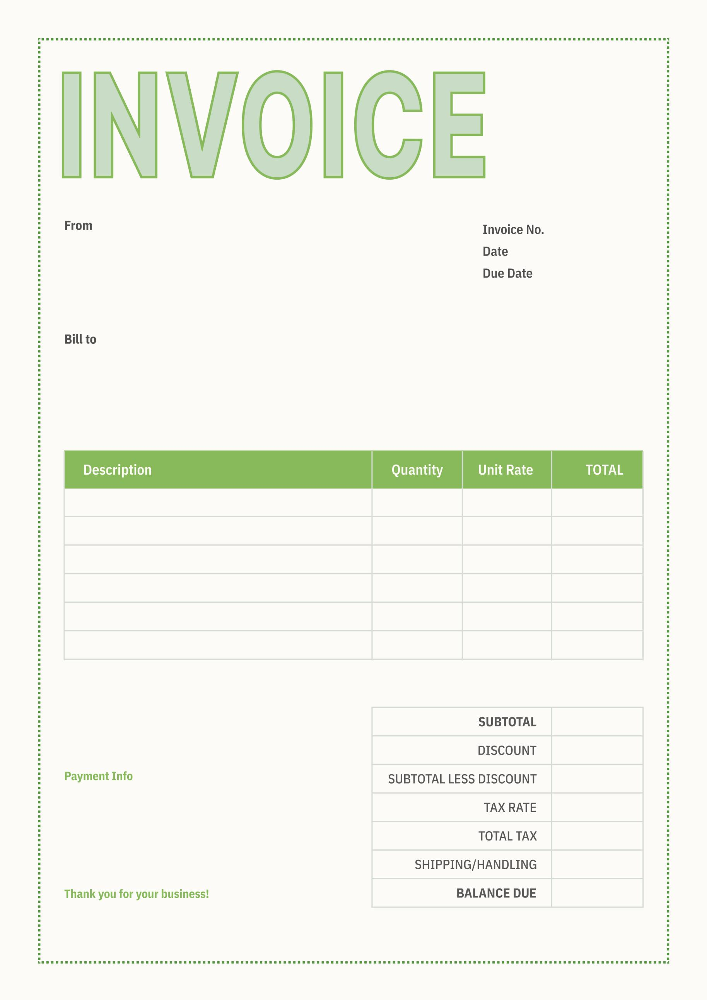 INVOICE
From
Invoice No.
Date
Due Date
Bill to
Description Quantity Unit Rate TOTAL
SUBTOTAL
DISCOUNT
SUBTOTAL LESS DISCOUNT
TAX RATE
TOTAL TAX
SHIPPING/HANDLING
BALANCE DUE
Payment Info
Thank you for your business!